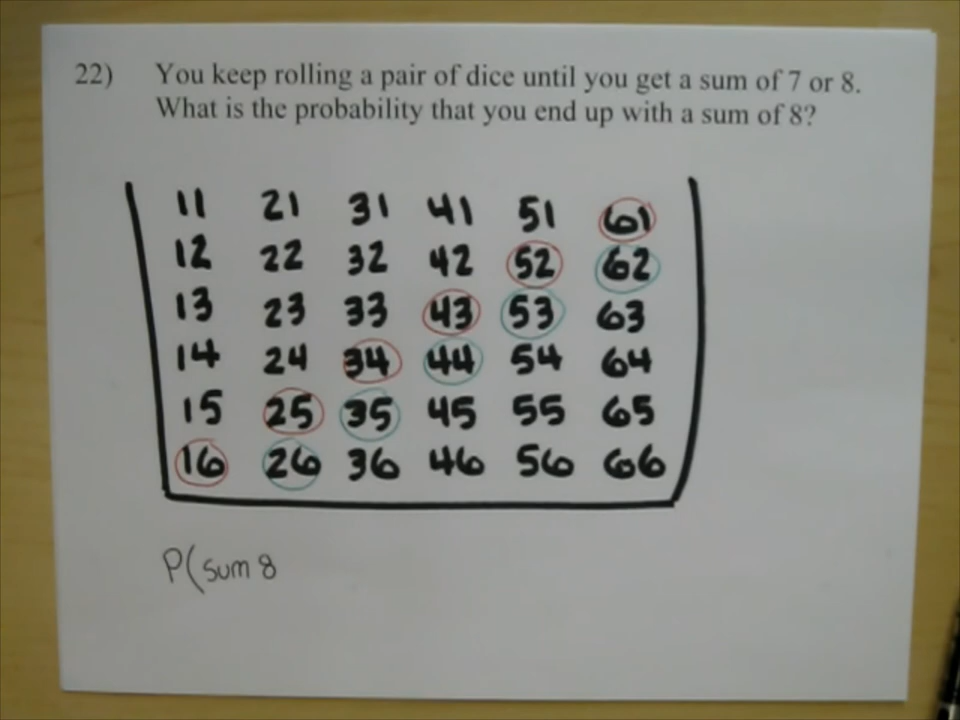 22) You keep rolling a pair of dice until you get a sum of 7 or 8.
What is the probability that you end up with a sum of 8?
11 21 31 41 51 61
12 22 32 42 52 62
13 23 33 43 53 63
14 24 34 44 54 64
15 25 35 45 55 65
16 26 36 46 56 66
P(sum 8